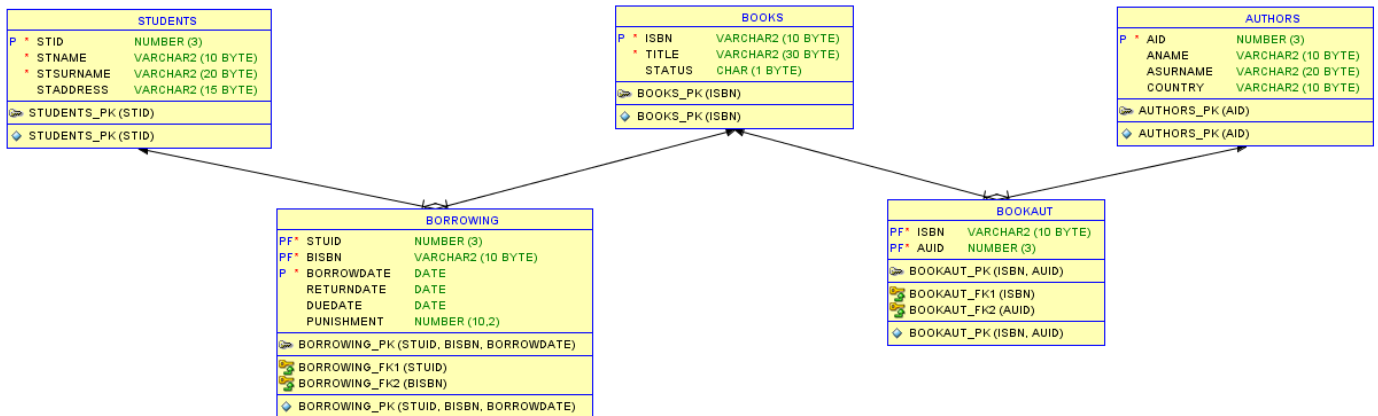 STUDENTS
P * STID NUMBER (3)
* STNAME VARCHAR2 (10 BYTE)
* STSURNAME VARCHAR2 (20 BYTE)
STADDRESS VARCHAR2 (15 BYTE)
STUDENTS_PK (STID)
STUDENTS_PK (STID)
BOOKS
P * ISBN VARCHAR2 (10 BYTE)
* TITLE VARCHAR2 (30 BYTE)
STATUS CHAR (1 BYTE)
BOOKS_PK (ISBN)
BOOKS_PK (ISBN)
AUTHORS
P * AID NUMBER (3)
ANAME VARCHAR2 (10 BYTE)
ASURNAME VARCHAR2 (20 BYTE)
COUNTRY VARCHAR2 (10 BYTE)
AUTHORS_PK (AID)
AUTHORS_PK (AID)
BORROWING
PF* STUID NUMBER (3)
PF* BISBN VARCHAR2 (10 BYTE)
P * BORROWDATE DATE
RETURNDATE DATE
DUEDATE DATE
PUNISHMENT NUMBER (10,2)
BORROWING_PK (STUID, BISBN, BORROWDATE)
BORROWING_FK1 (STUID)
BORROWING_FK2 (BISBN)
BORROWING_PK (STUID, BISBN, BORROWDATE)
BOOKAUT
PF* ISBN VARCHAR2 (10 BYTE)
PF* AUID NUMBER (3)
BOOKAUT_PK (ISBN, AUID)
BOOKAUT_FK1 (ISBN)
BOOKAUT_FK2 (AUID)
BOOKAUT_PK (ISBN, AUID)